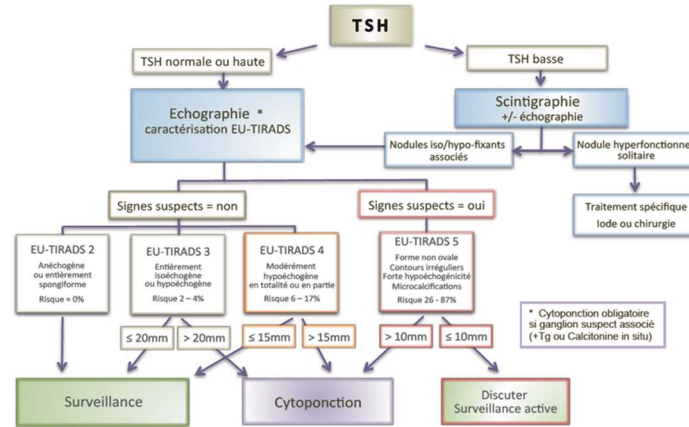 TSH
TSH normale ou haute
TSH basse
Echographie *
caractérisation EU-TIRADS
Scintigraphie
+/- échographie
Nodules iso/hypo-fixants
associés
Nodule hyperfonctionne
solitaire
Traitement spécifique
Iode ou chirurgie
Signes suspects = non
Signes suspects = oui
EU-TIRADS 2
Anéchogène
ou entièrement
spongiforme
Risque = 0%
EU-TIRADS 3
Entièrement
isoéchogène
ou hypoéchogène
Risque 2 – 4%
EU-TIRADS 4
Modérément
hypoéchogène
en totalité ou en partie
Risque 6 – 17%
EU-TIRADS 5
Forme non ovale
Contours irréguliers
Forte hypoéchogénicité
Microcalcifications
Risque 26 - 87%
* Cytoponction obligatoire
si ganglion suspect associé
(+Tg ou Calcitonine in situ)
≤ 20mm
> 20mm
≤ 15mm
> 15mm
> 10mm
≤ 10mm
Surveillance
Cytoponction
Discuter
Surveillance active